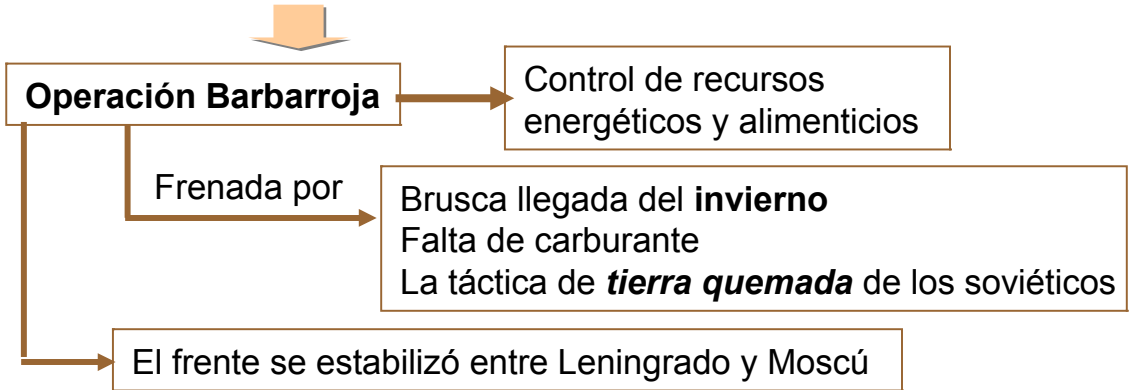 Operación Barbarroja
Control de recursos
energéticos y alimenticios
Frenada por
Brusca llegada del invierno
Falta de carburante
La táctica de tierra quemada de los soviéticos
El frente se estabilizó entre Leningrado y Moscú